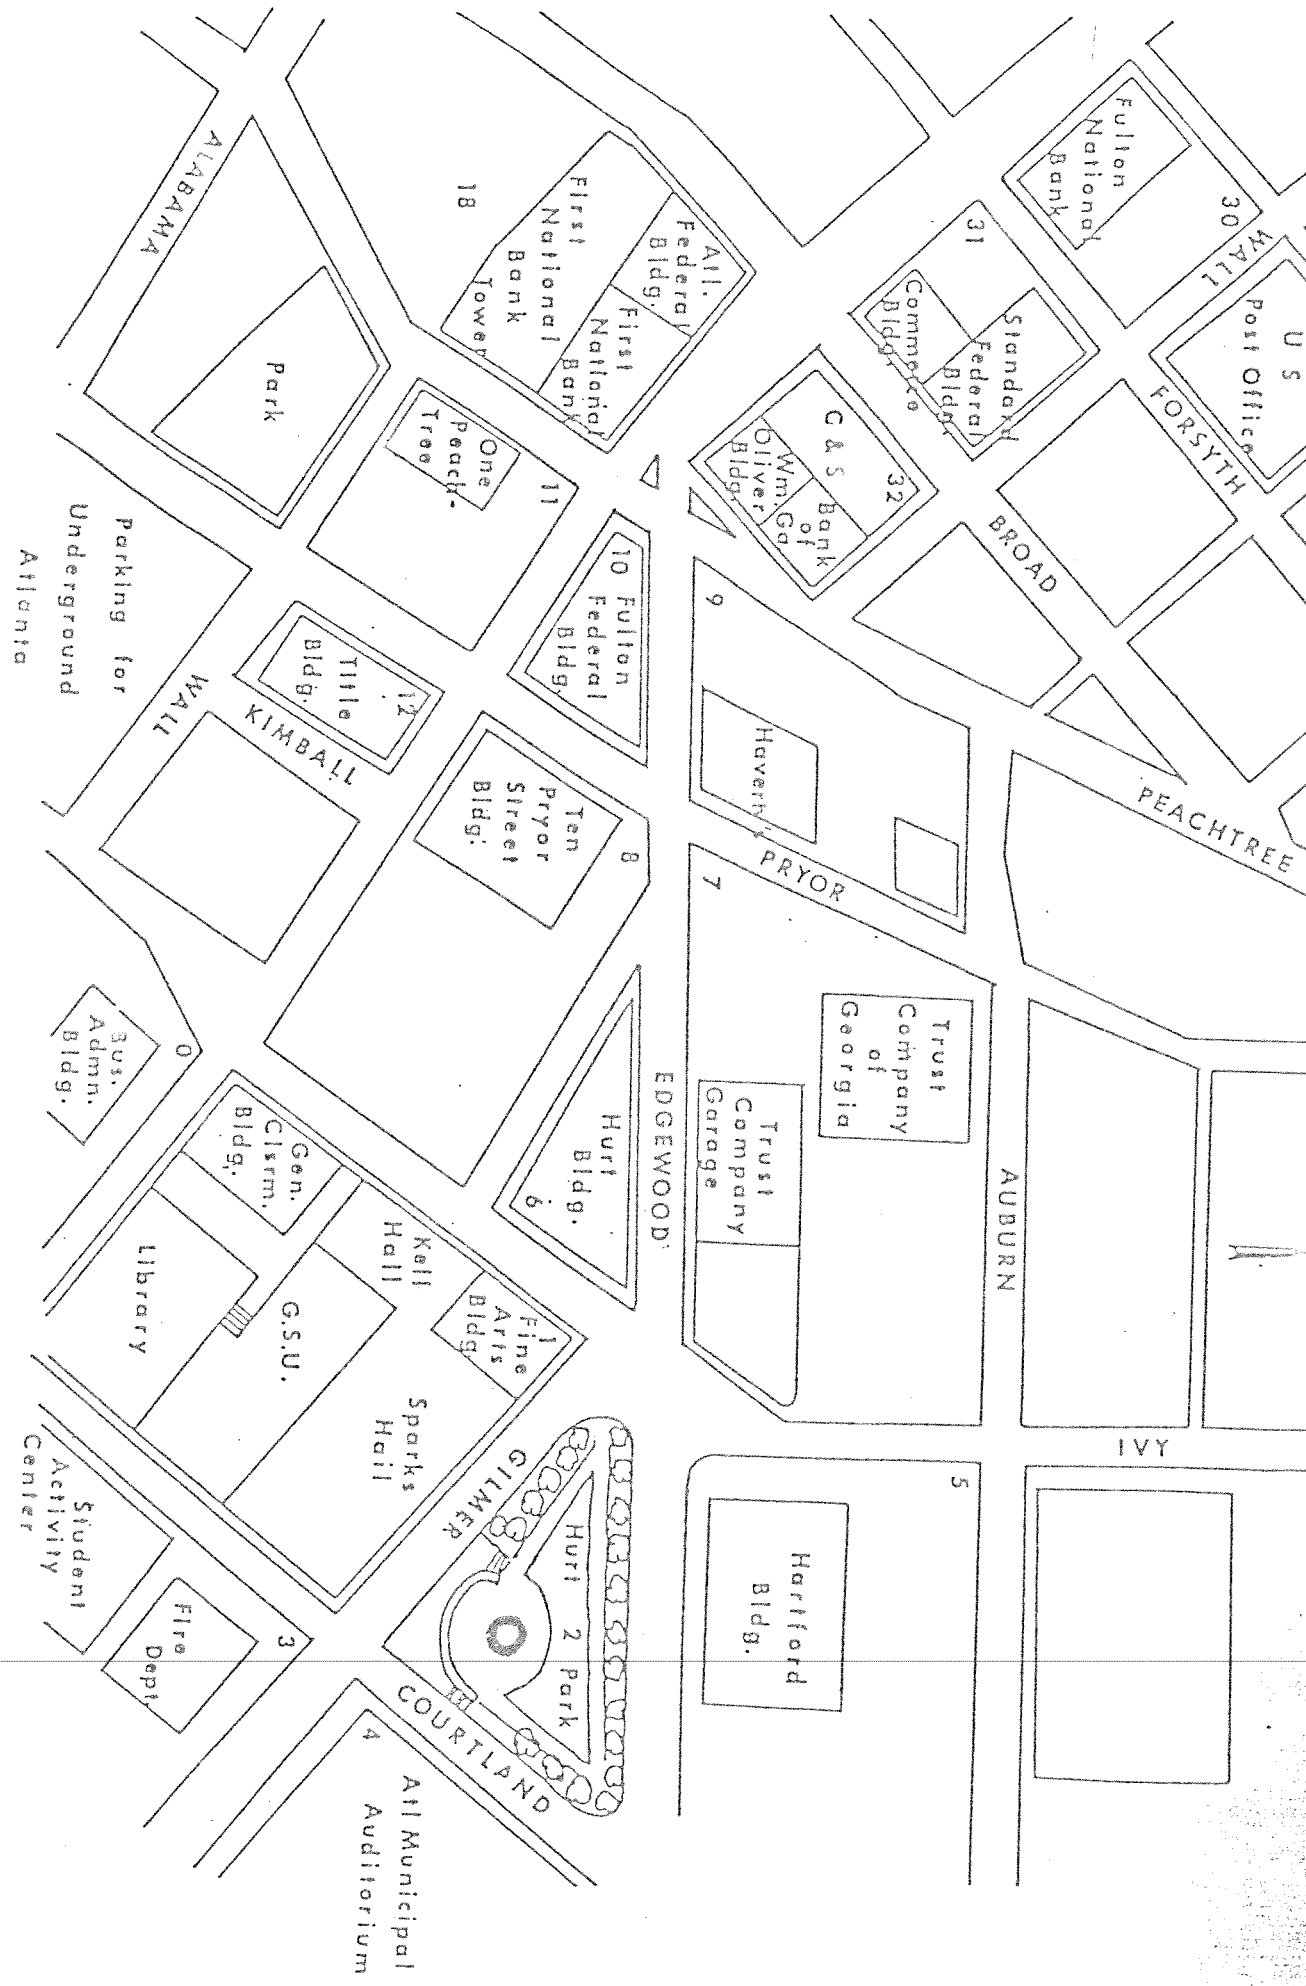 U S
Post Office
WALL
30
Fulton
National
Bank
FORSYTH
PEACHTREE
IVY
31
Standard
Federal
Bldg.
Commerce
Bldg.
BROAD
AUBURN
32
C & S Bank
of
Ga
Wm.
Oliver
Bldg.
9
Haverty's
PRYOR
7
Trust
Company
of
Georgia
Trust
Company
Garage
5
Hartford
Bldg.
Atl.
Federal
Bldg.
First
National
Bank
First
National
Bank
Tower
18
EDGEWOOD
10
Fulton
Federal
Bldg.
8
Ten
Pryor
Street
Bldg.
Hurt
Bldg.
6
Hurt 2 Park
11
One
Peach-
Tree
1
Fine
Arts
Bldg.
GILMER
COURTLAND
12
Title
Bldg.
KIMBALL
Kell
Hall
Sparks
Hall
4
Atl Municipal
Auditorium
ALABAMA
Park
WALL
Gen.
Clsrm.
Bldg.
G.S.U.
3
0
Library
Fire
Dept.
Parking for
Underground
Atlanta
Bus.
Admn.
Bldg.
Student
Activity
Center